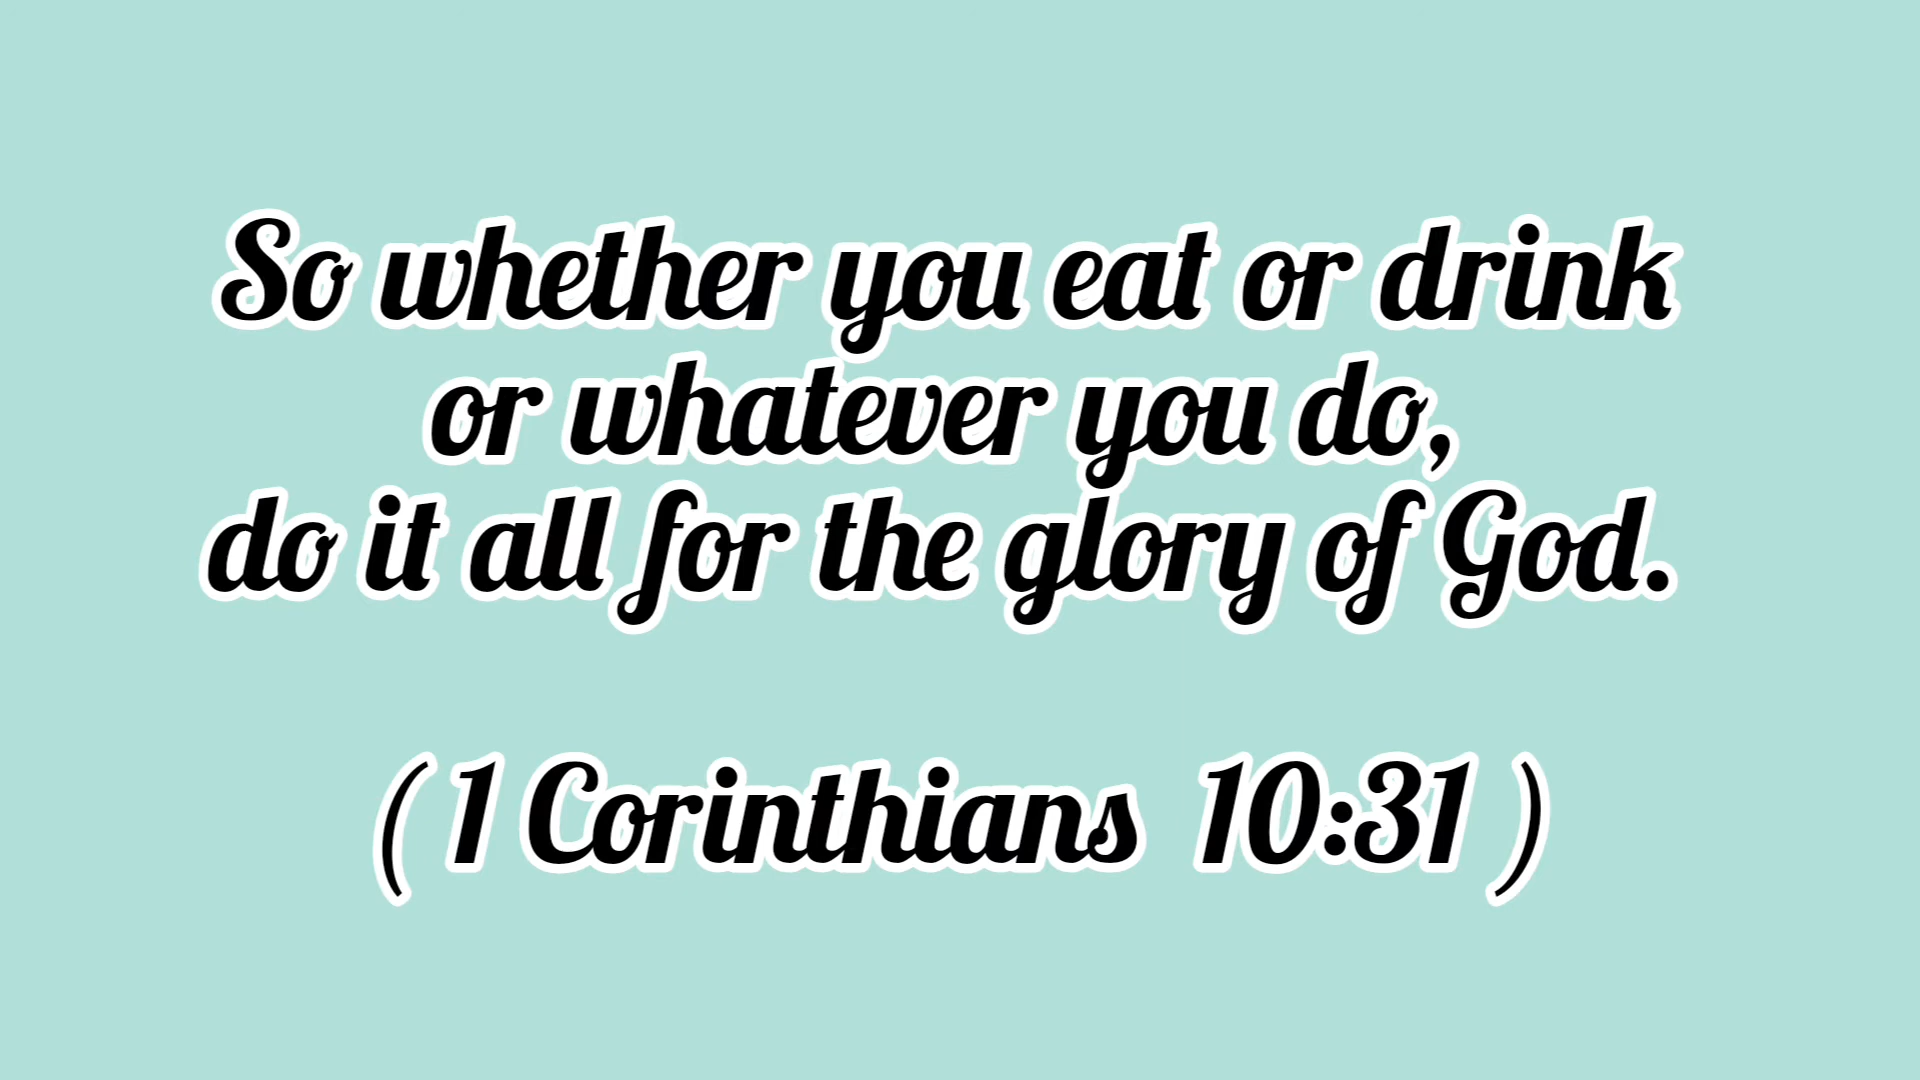 So whether you eat or drink
or whatever you do,
do it all for the glory of God.
( 1 Corinthians 10:31 )